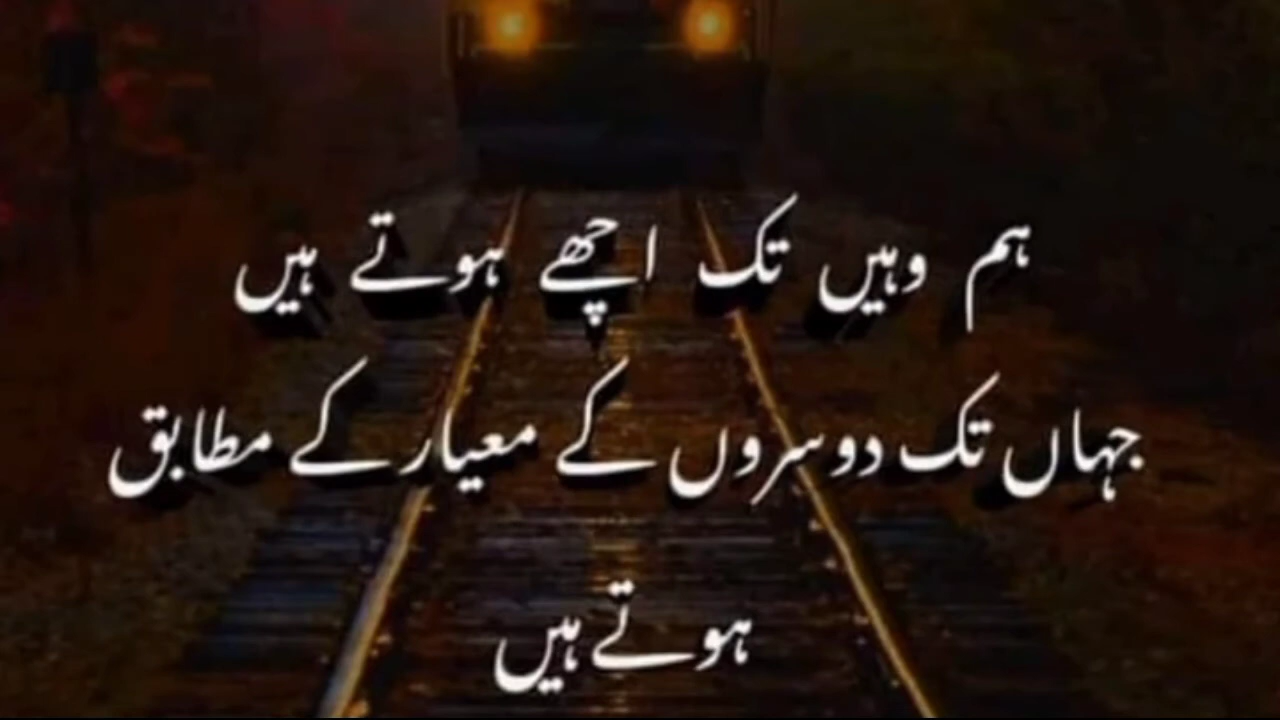 ہم وہیں تک اچھے ہوتے ہیں
جہاں تک دوسروں کے معیار کے مطابق
ہوتے ہیں